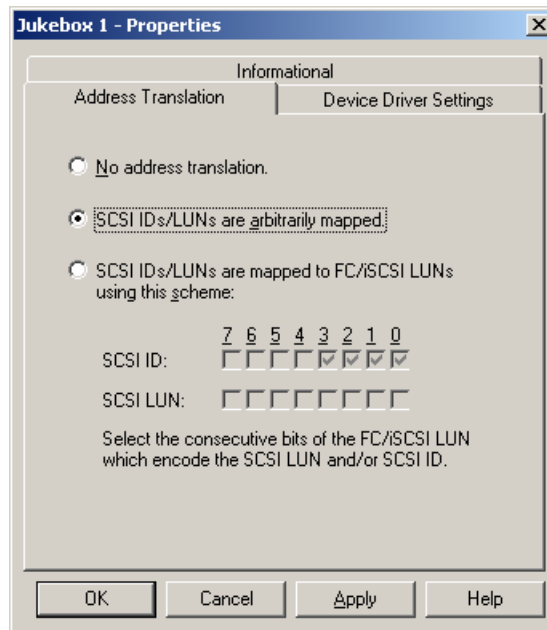 Jukebox 1 - Properties
Informational
Address Translation
Device Driver Settings
No address translation.
SCSI IDs/LUNs are arbitrarily mapped.
SCSI IDs/LUNs are mapped to FC/iSCSI LUNs
using this scheme:
7 6 5 4 3 2 1 0
SCSI ID:
SCSI LUN:
Select the consecutive bits of the FC/iSCSI LUN
which encode the SCSI LUN and/or SCSI ID.
OK Cancel Apply Help